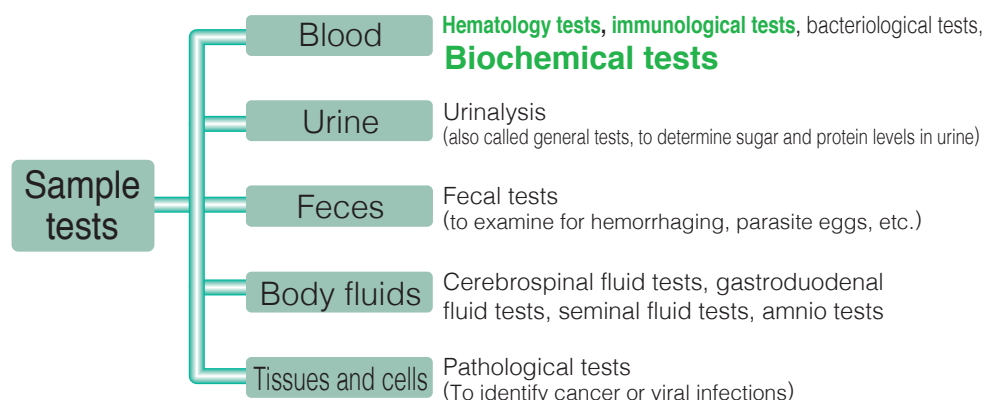 Sample
tests
Blood
Hematology tests, immunological tests, bacteriological tests,
Biochemical tests
Urine
Urinalysis
(also called general tests, to determine sugar and protein levels in urine)
Feces
Fecal tests
(to examine for hemorrhaging, parasite eggs, etc.)
Body fluids
Cerebrospinal fluid tests, gastroduodenal
fluid tests, seminal fluid tests, amnio tests
Tissues and cells
Pathological tests
(To identify cancer or viral infections)